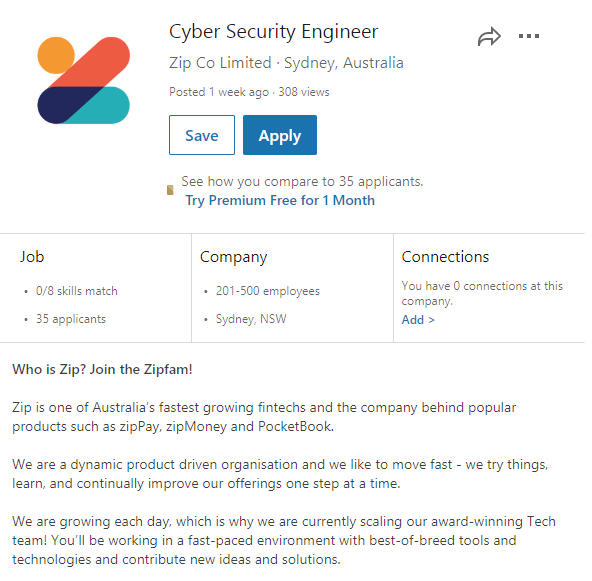 Cyber Security Engineer
Zip Co Limited · Sydney, Australia
Posted 1 week ago · 308 views
Save
Apply
See how you compare to 35 applicants.
Try Premium Free for 1 Month
Job
• 0/8 skills match
• 35 applicants
Company
• 201-500 employees
• Sydney, NSW
Connections
You have 0 connections at this
company.
Add >
Who is Zip? Join the Zipfam!
Zip is one of Australia's fastest growing fintechs and the company behind popular
products such as zipPay, zipMoney and PocketBook.
We are a dynamic product driven organisation and we like to move fast - we try things,
learn, and continually improve our offerings one step at a time.
We are growing each day, which is why we are currently scaling our award-winning Tech
team! You'll be working in a fast-paced environment with best-of-breed tools and
technologies and contribute new ideas and solutions.